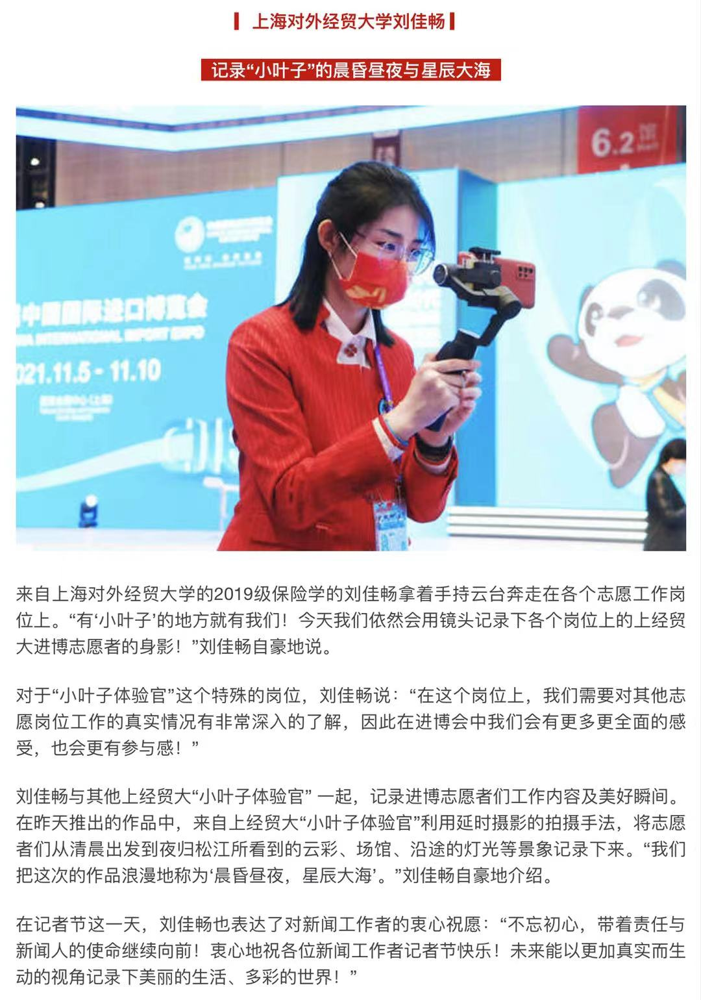 上海对外经贸大学刘佳畅
记录“小叶子”的晨昏昼夜与星辰大海
6.2馆
中国国际进口博览会
INTERNATIONAL IMPORT EXPO
021.11.5 - 11.10
来自上海对外经贸大学的2019级保险学的刘佳畅拿着手持云台奔走在各个志愿工作岗
位上。“有‘小叶子’的地方就有我们！今天我们依然会用镜头记录下各个岗位上的上经贸
大进博志愿者的身影！”刘佳畅自豪地说。
对于“小叶子体验官”这个特殊的岗位，刘佳畅说：“在这个岗位上，我们需要对其他志
愿岗位工作的真实情况有非常深入的了解，因此在进博会中我们会有更多更全面的感
受，也会更有参与感！”
刘佳畅与其他上经贸大“小叶子体验官” 一起，记录进博志愿者们工作内容及美好瞬间。
在昨天推出的作品中，来自上经贸大“小叶子体验官”利用延时摄影的拍摄手法，将志愿
者们从清晨出发到夜归松江所看到的云彩、场馆、沿途的灯光等景象记录下来。“我们
把这次的作品浪漫地称为‘晨昏昼夜，星辰大海’。”刘佳畅自豪地介绍。
在记者节这一天，刘佳畅也表达了对新闻工作者的衷心祝愿：“不忘初心，带着责任与
新闻人的使命继续向前！衷心地祝各位新闻工作者记者节快乐！未来能以更加真实而生
动的视角记录下美丽的生活、多彩的世界！”